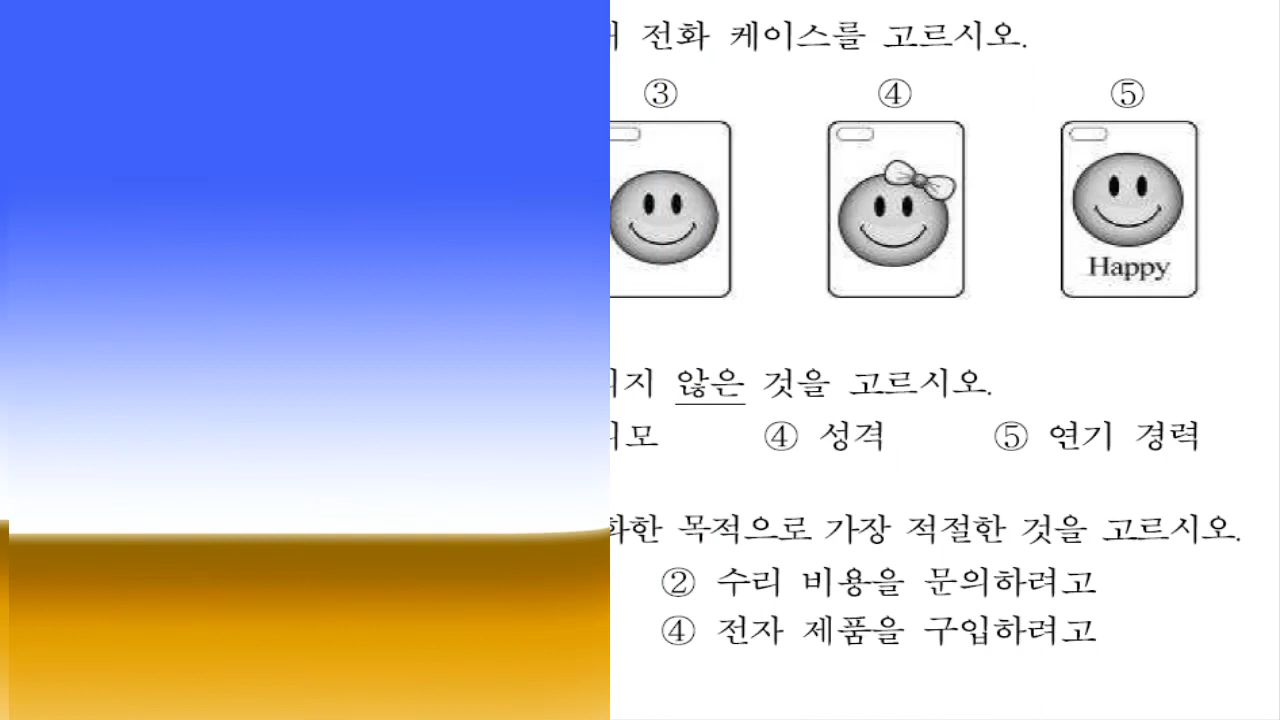 전화 케이스를 고르시오.
③ ④ ⑤
Happy
않은 것을 고르시오.
④ 성격 ⑤ 연기 경력
목적으로 가장 적절한 것을 고르시오.
② 수리 비용을 문의하려고
④ 전자 제품을 구입하려고